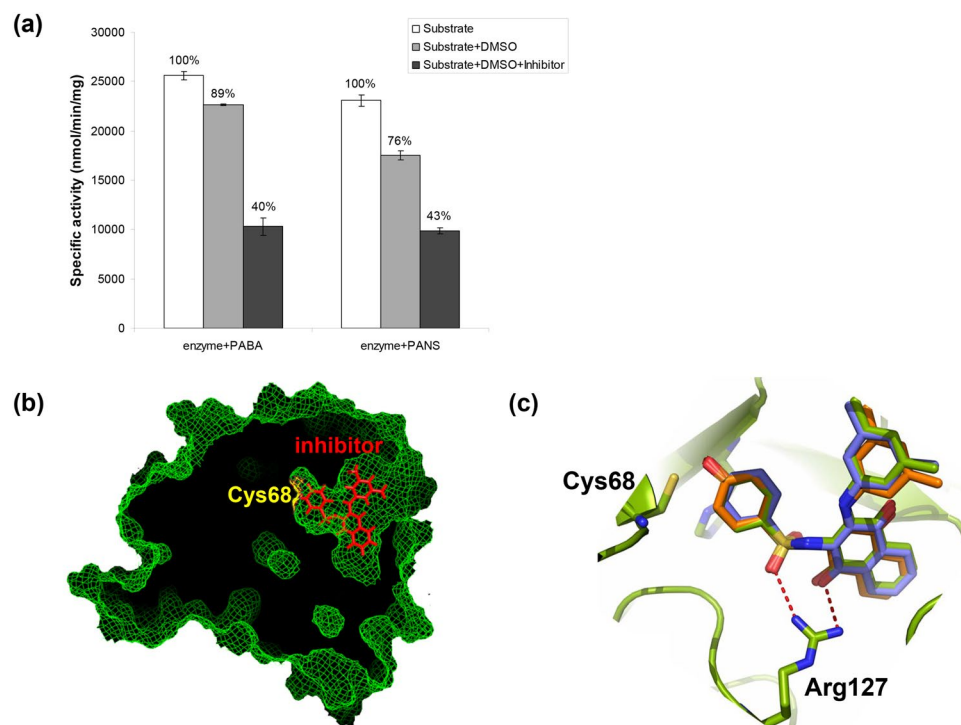 (a)
30000
25000
20000
15000
10000
5000
0
Specific activity (nmol/min/mg)
Substrate
Substrate+DMSO
Substrate+DMSO+Inhibitor
100%
89%
40%
100%
76%
43%
enzyme+PABA
enzyme+PANS
(b)
inhibitor
Cys68
(c)
Cys68
Arg127